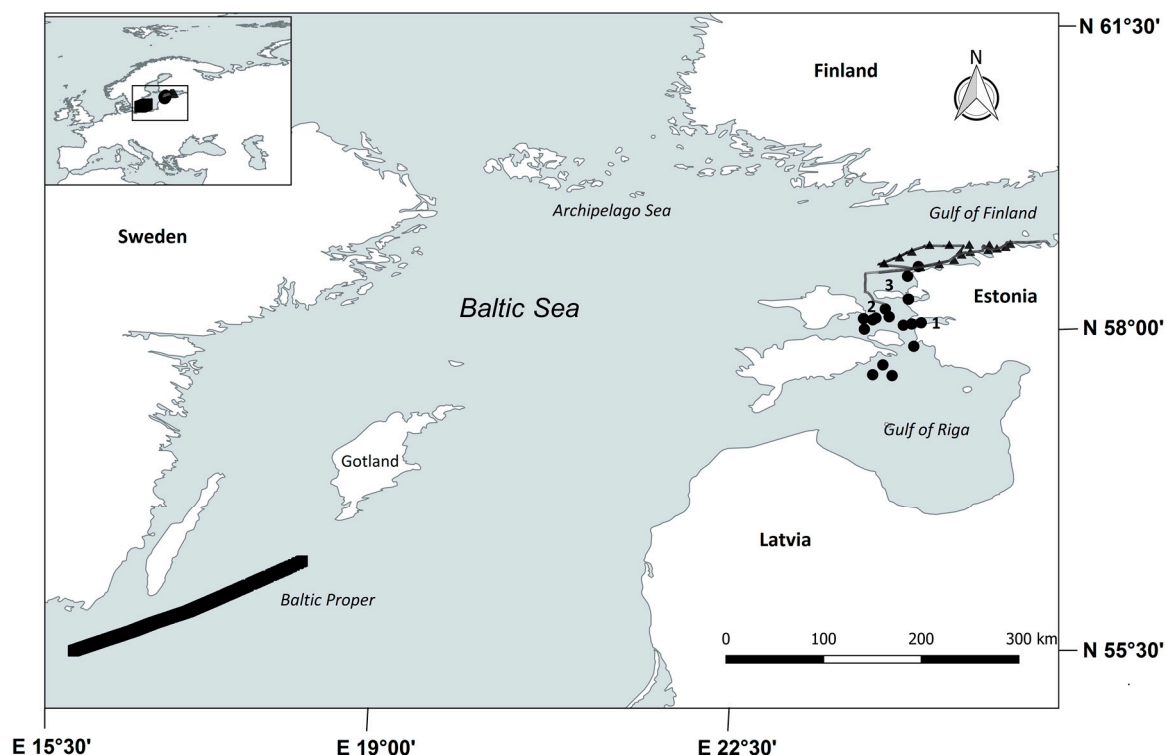 N 61°30'
Finland
N
Archipelago Sea
Gulf of Finland
Sweden
3
Estonia
Baltic Sea
2
1
N 58°00'
Gulf of Riga
Gotland
Latvia
Baltic Proper
0 100 200 300 km
N 55°30'
E 15°30'
E 19°00'
E 22°30'